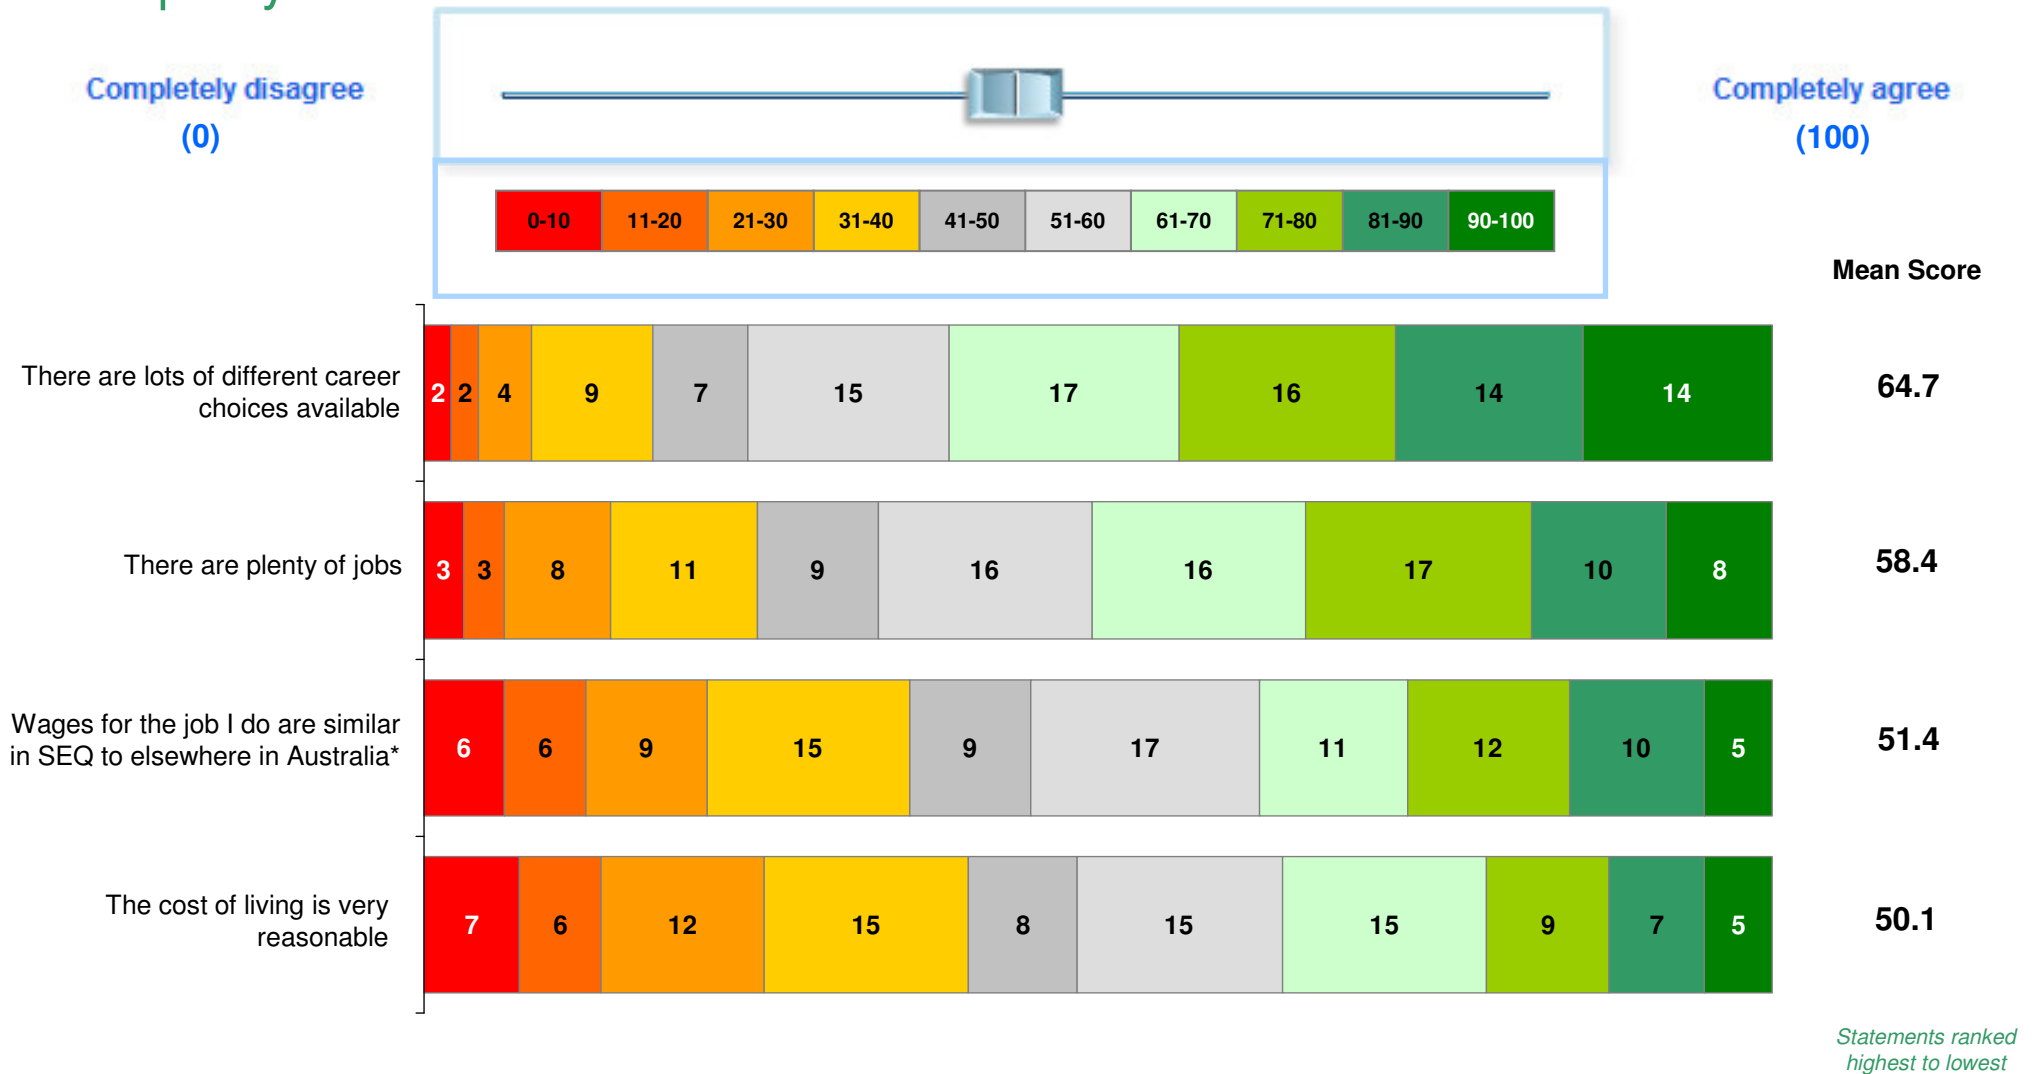 Completely disagree
(0)
Completely agree
(100)
0-10 11-20 21-30 31-40 41-50 51-60 61-70 71-80 81-90 90-100
Mean Score
There are lots of different career
choices available
2 2 4 9 7 15 17 16 14 14
64.7
There are plenty of jobs
3 3 8 11 9 16 16 17 10 8
58.4
Wages for the job I do are similar
in SEQ to elsewhere in Australia*
6 6 9 15 9 17 11 12 10 5
51.4
The cost of living is very
reasonable
7 6 12 15 8 15 15 9 7 5
50.1
Statements ranked
highest to lowest